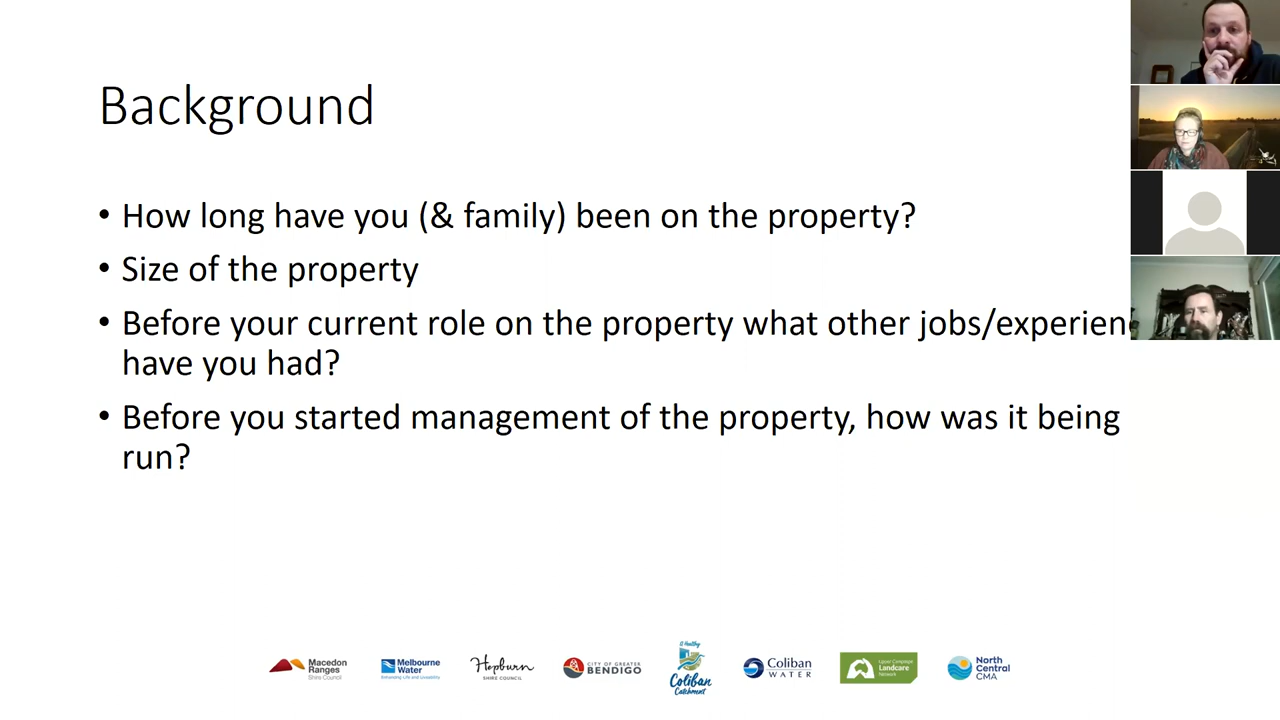 Background
• How long have you (& family) been on the property?
• Size of the property
• Before your current role on the property what other jobs/experien
have you had?
• Before you started management of the property, how was it being
run?
Macedon
Ranges
Shire Council
Melbourne
Water
Enhancing Life and Liveability
Hepburn
SHIRE COUNCIL
CITY OF GREATER
BENDIGO
Healthy
Coliban
Catchment
Coliban
WATER
Upper Campaspe
Landcare
Network
North
Central
CMA